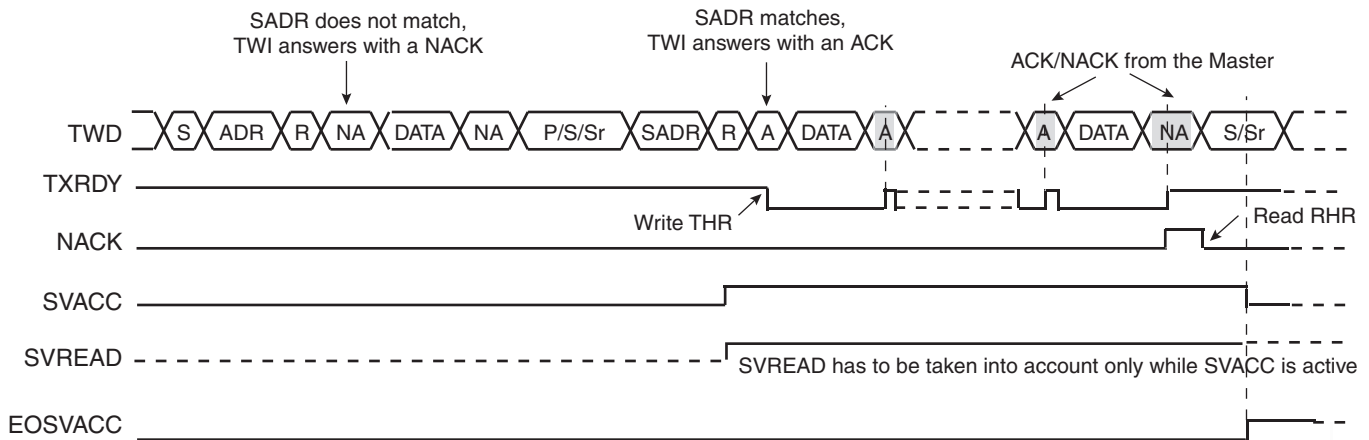 SADR does not match,
TWI answers with a NACK
SADR matches,
TWI answers with an ACK
ACK/NACK from the Master
TWD S ADR R NA DATA NA P/S/Sr SADR R A DATA A A DATA NA S/Sr
TXRDY
Write THR
Read RHR
NACK
SVACC
SVREAD
SVREAD has to be taken into account only while SVACC is active
EOSVACC